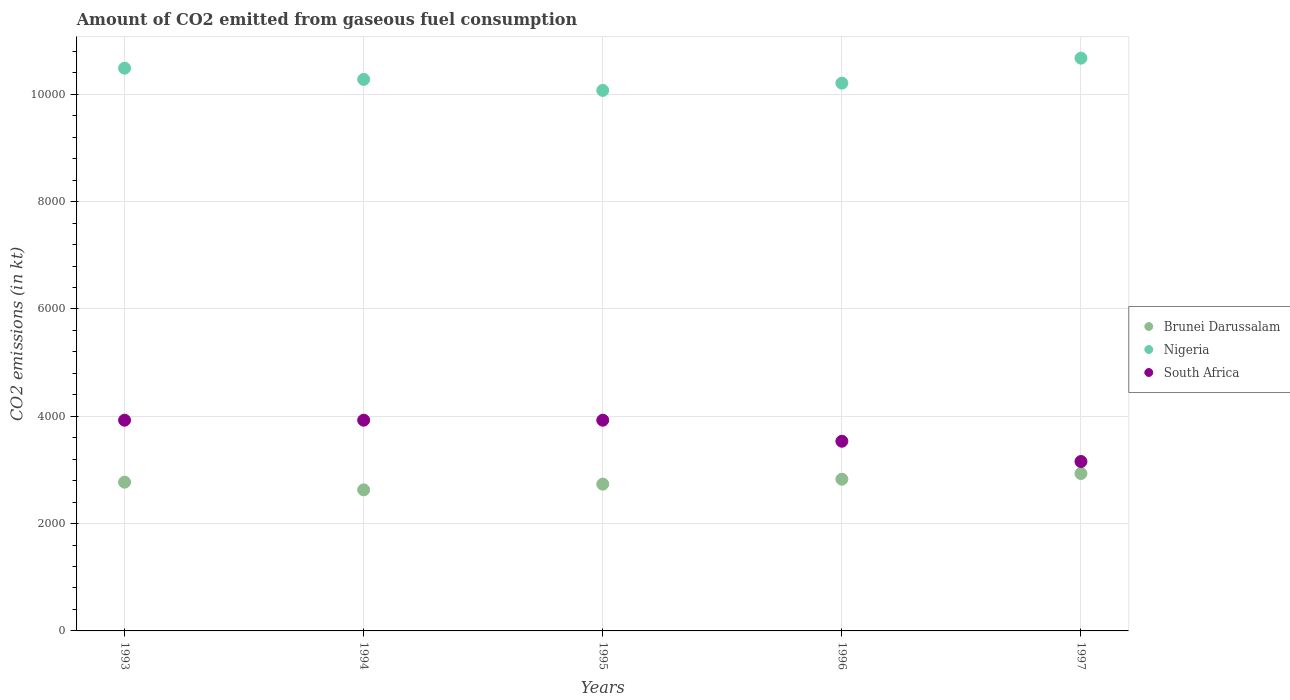 Amount of CO2 emitted from gaseous fuel consumption
CO2 emissions (in kt)
10000
8000
6000
4000
2000
0
1993
1994
1995
1996
1997
Years
Brunei Darussalam
Nigeria
South Africa